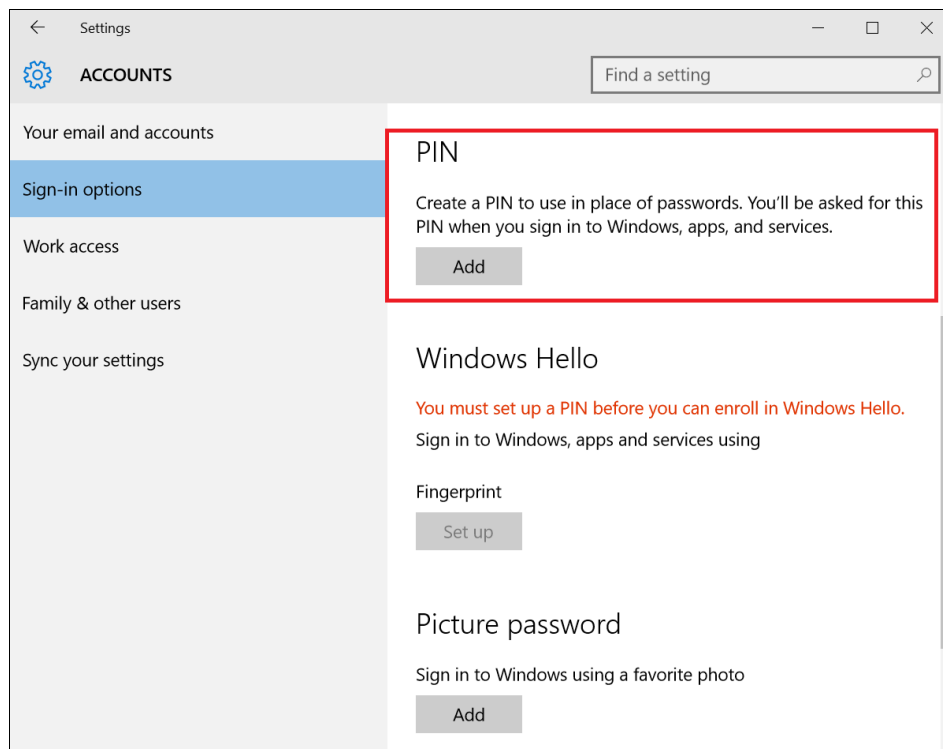 Settings
ACCOUNTS
Find a setting
Your email and accounts
Sign-in options
Work access
Family & other users
Sync your settings
PIN
Create a PIN to use in place of passwords. You'll be asked for this
PIN when you sign in to Windows, apps, and services.
Add
Windows Hello
You must set up a PIN before you can enroll in Windows Hello.
Sign in to Windows, apps and services using
Fingerprint
Set up
Picture password
Sign in to Windows using a favorite photo
Add